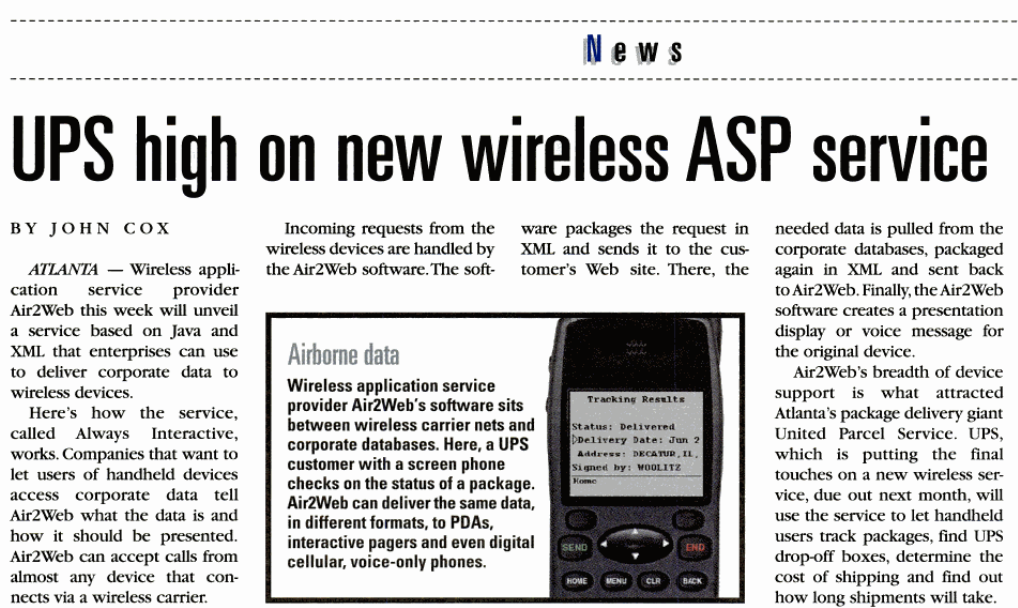 News
UPS high on new wireless ASP service
BY JOHN COX
ATLANTA — Wireless appli-
cation service provider
Air2Web this week will unveil
a service based on Java and
XML that enterprises can use
to deliver corporate data to
wireless devices.
Here's how the service,
called Always Interactive,
works. Companies that want to
let users of handheld devices
access corporate data tell
Air2Web what the data is and
how it should be presented.
Air2Web can accept calls from
almost any device that con-
nects via a wireless carrier.
Incoming requests from the
wireless devices are handled by
the Air2Web software. The soft-
ware packages the request in
XML and sends it to the cus-
tomer's Web site. There, the
needed data is pulled from the
corporate databases, packaged
again in XML and sent back
to Air2Web. Finally, the Air2Web
software creates a presentation
display or voice message for
the original device.
Air2Web's breadth of device
support is what attracted
Atlanta's package delivery giant
United Parcel Service. UPS,
which is putting the final
touches on a new wireless ser-
vice, due out next month, will
use the service to let handheld
users track packages, find UPS
drop-off boxes, determine the
cost of shipping and find out
how long shipments will take.
Airborne data
Wireless application service
provider Air2Web's software sits
between wireless carrier nets and
corporate databases. Here, a UPS
customer with a screen phone
checks on the status of a package.
Air2Web can deliver the same data,
in different formats, to PDAs,
interactive pagers and even digital
cellular, voice-only phones.
Tracking Results
Status: Delivered
Delivery Date: Jun 2
Address: DECATUR, IL,
Signed by: WOOLITZ
Home
SEND
END
HOME MENU CLR BACK